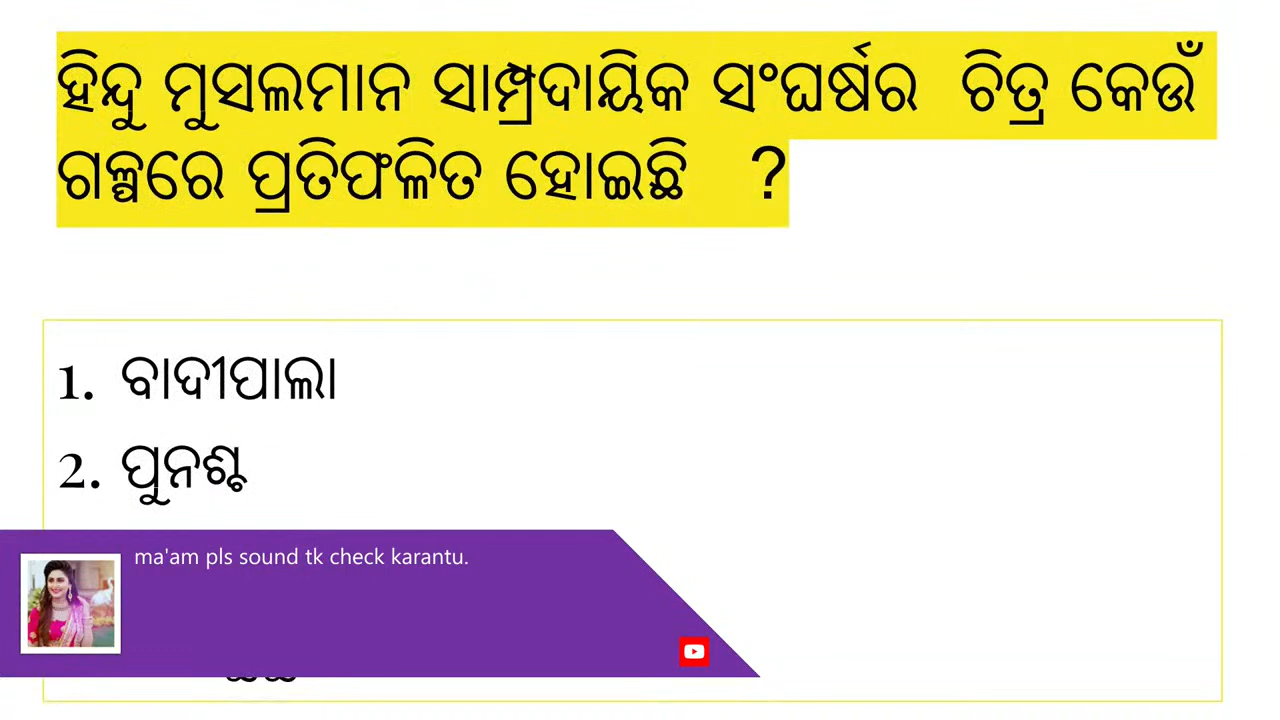 ହିନ୍ଦୁ ମୁସଲମାନ ସାମ୍ପ୍ରଦାୟିକ ସଂଘର୍ଷର ଚିତ୍ର କେଉଁ
ଗଳ୍ପରେ ପ୍ରତିଫଳିତ ହୋଇଛି ?
1. ବାଦୀପାଲା
2. ପୁନଶ୍ଚ
ma'am pls sound tk check karantu.